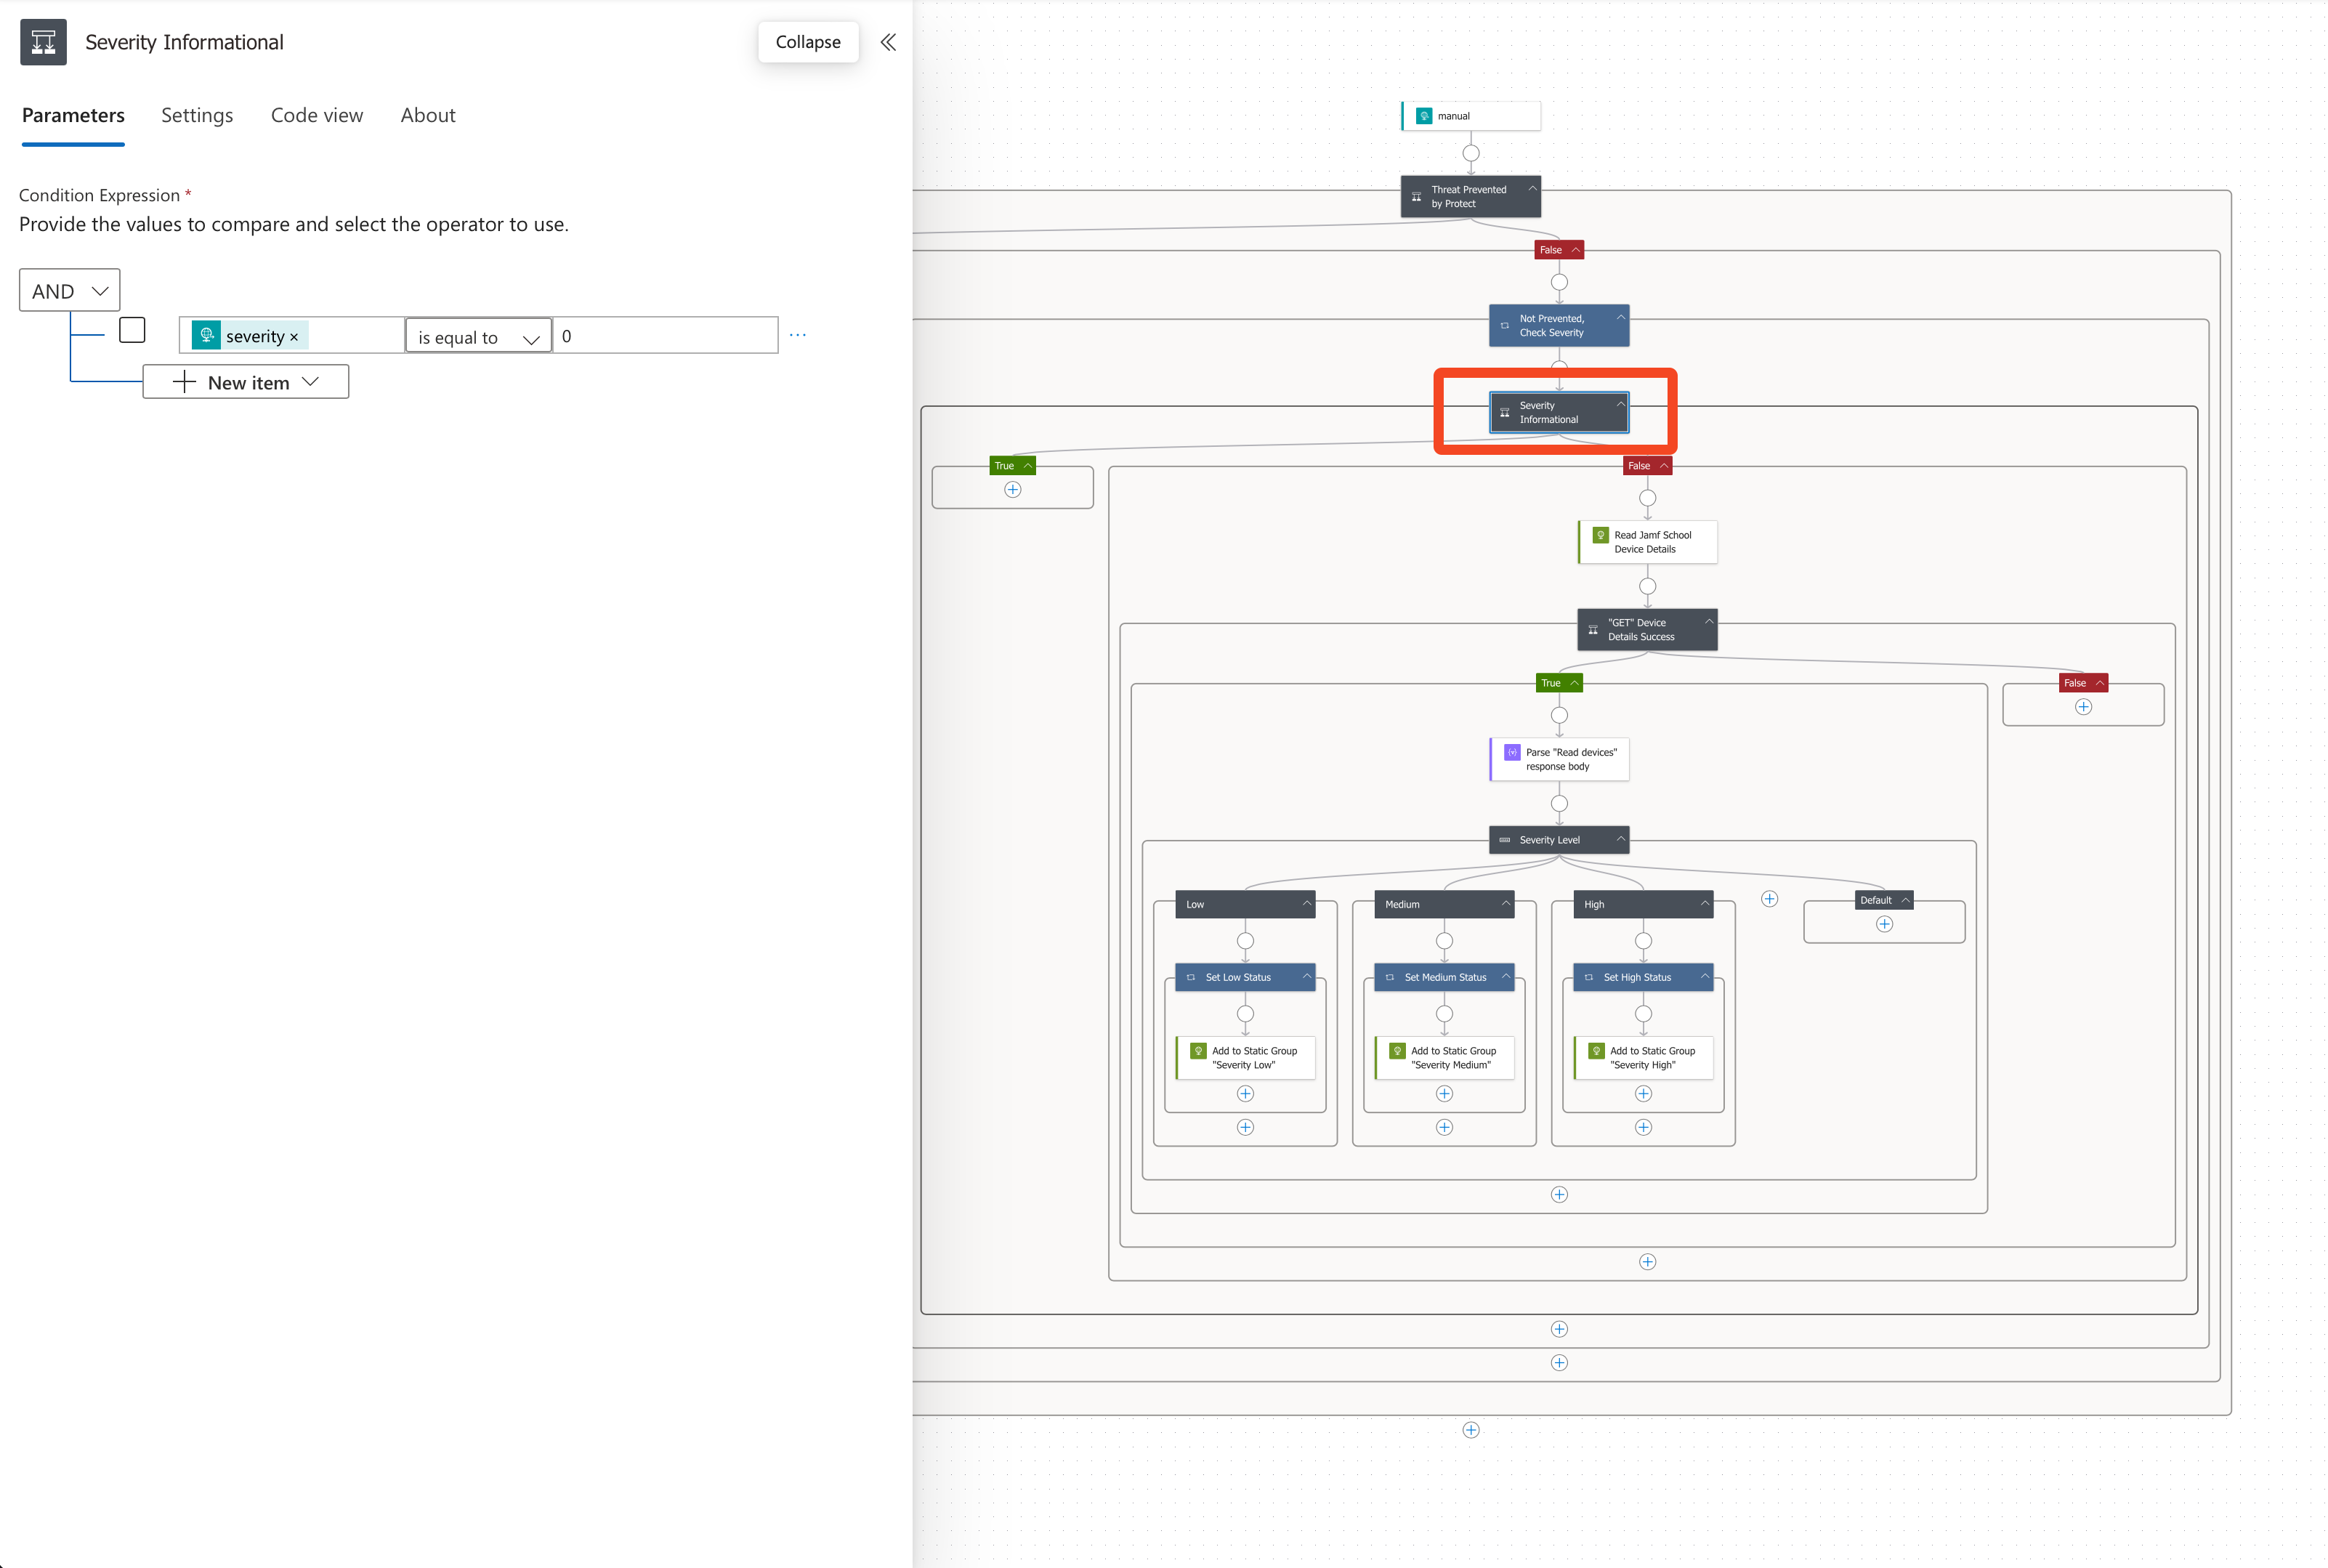 Severity Informational
Collapse
Parameters
Settings
Code view
About
Condition Expression *
Provide the values to compare and select the operator to use.
AND
severity ×
is equal to
0
...
New item
manual
Threat Prevented
by Protect
False
Not Prevented,
Check Severity
Severity
Informational
True
False
Read Jamf School
Device Details
"GET" Device
Details Success
True
False
Parse "Read devices"
response body
Severity Level
Low
Medium
High
Default
Set Low Status
Set Medium Status
Set High Status
Add to Static Group
"Severity Low"
Add to Static Group
"Severity Medium"
Add to Static Group
"Severity High"